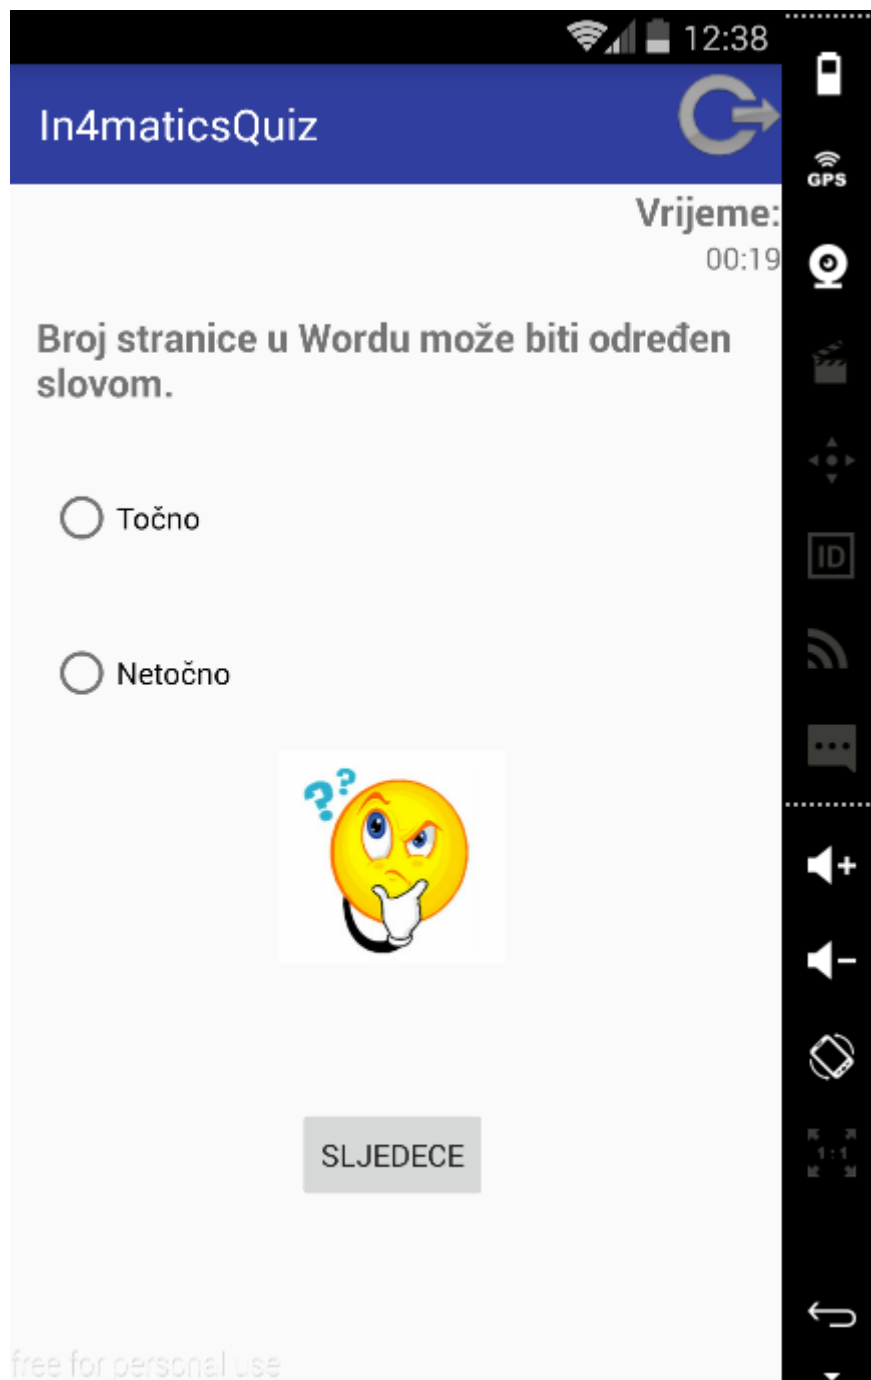 12:38
In4maticsQuiz
GPS
Vrijeme:
00:19
Broj stranice u Wordu može biti određen
slovom.
Točno
ID
Netočno
??
SLJEDECE
1:1
free for personal use